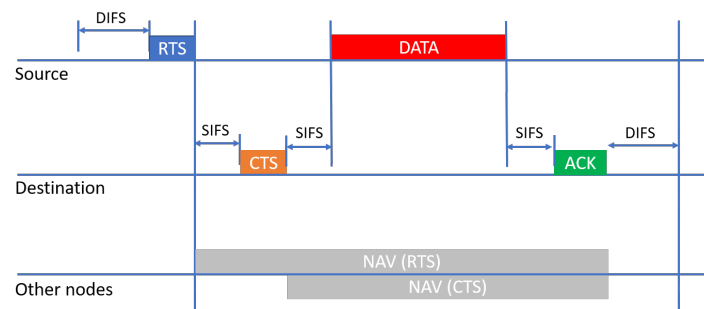 DIFS
RTS
DATA
Source
SIFS
SIFS
SIFS
DIFS
CTS
ACK
Destination
NAV (RTS)
NAV (CTS)
Other nodes